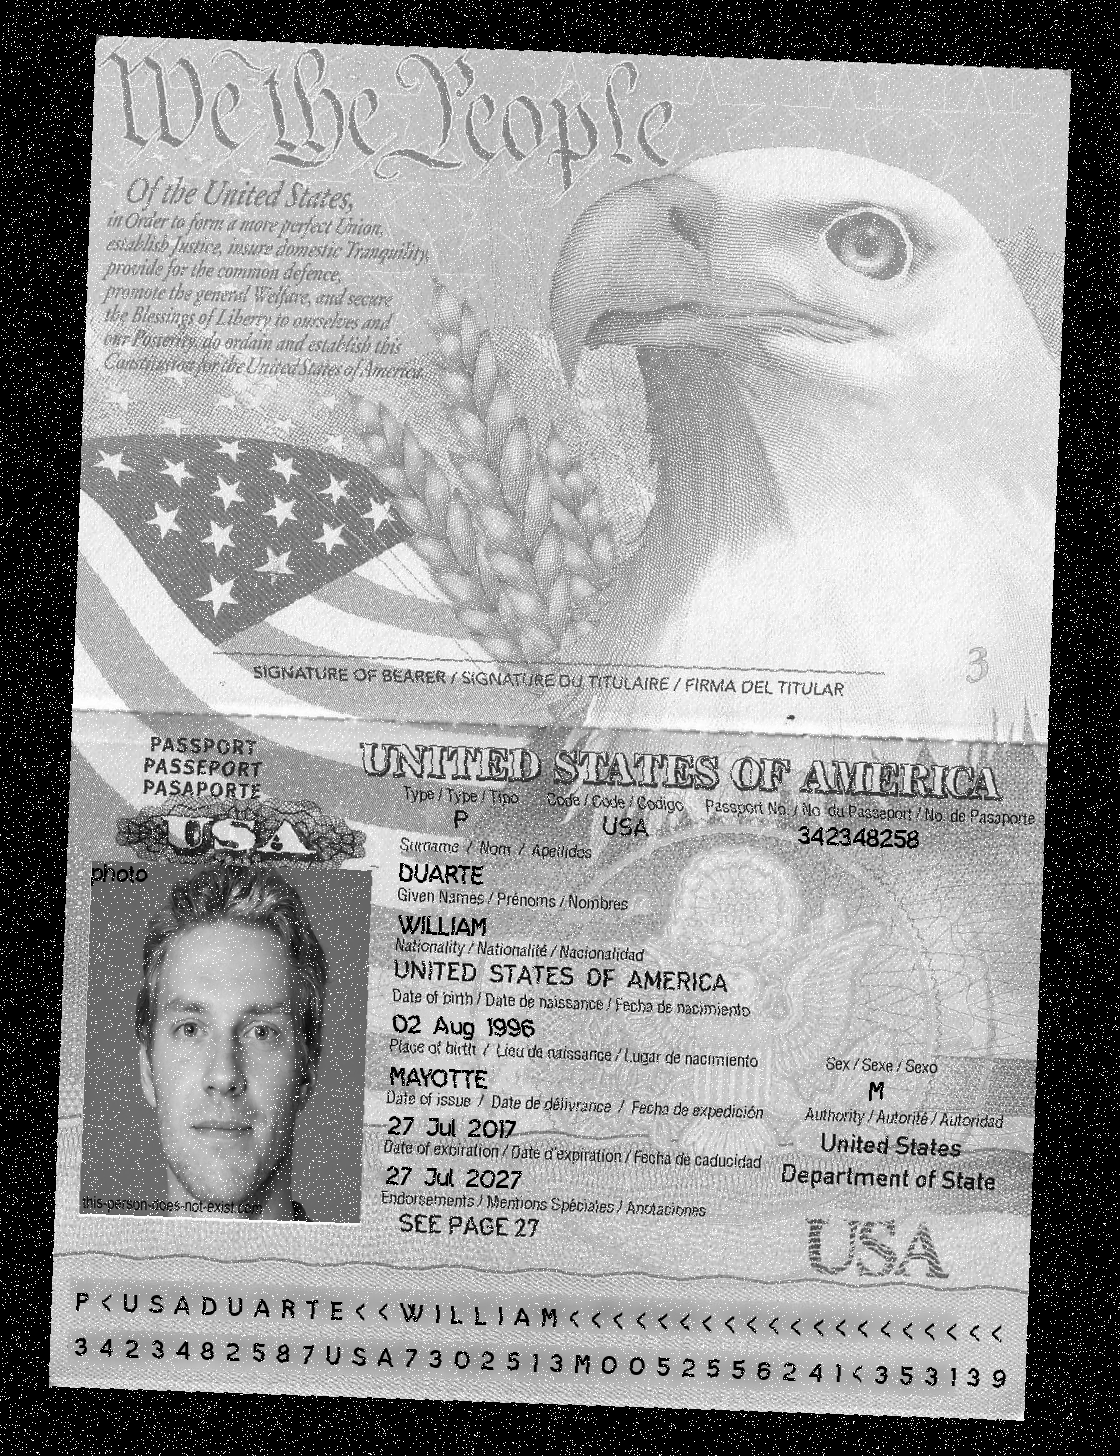 We the People
Of the United States,
in Order to form a more perfect Union,
establish Justice, insure domestic Tranquility,
provide for the common defence,
promote the general Welfare, and secure
the Blessings of Liberty to ourselves and
our Posterity, do ordain and establish this
Constitution for the United States of America.
SIGNATURE OF BEARER / SIGNATURE DU TITULAIRE / FIRMA DEL TITULAR
3
PASSPORT
PASSEPORT
PASAPORTE
USA
UNITED STATES OF AMERICA
Type / Type / Tipo Code / Code / Codigo Passport No. / No. du Passeport / No. de Pasaporte
P USA 342348258
Surname / Nom / Apellidos
DUARTE
Given Names / Prénoms / Nombres
WILLIAM
Nationality / Nationalité / Nacionalidad
UNITED STATES OF AMERICA
Date of birth / Date de naissance / Fecha de nacimiento
02 Aug 1996
Place of birth / Lieu de naissance / Lugar de nacimiento
MAYOTTE
Sex / Sexe / Sexo
M
Date of issue / Date de délivrance / Fecha de expedición
27 Jul 2017
Authority / Autorité / Autoridad
United States
Department of State
Date of expiration / Date d'expiration / Fecha de caducidad
27 Jul 2027
Endorsements / Mentions Spéciales / Anotaciones
SEE PAGE 27
USA
photo
this-person-does-not-exist.com
P<USADUARTE<<WILLIAM<<<<<<<<<<<<<<<<<<<<
3423482587USA7302513M0052556241<353139